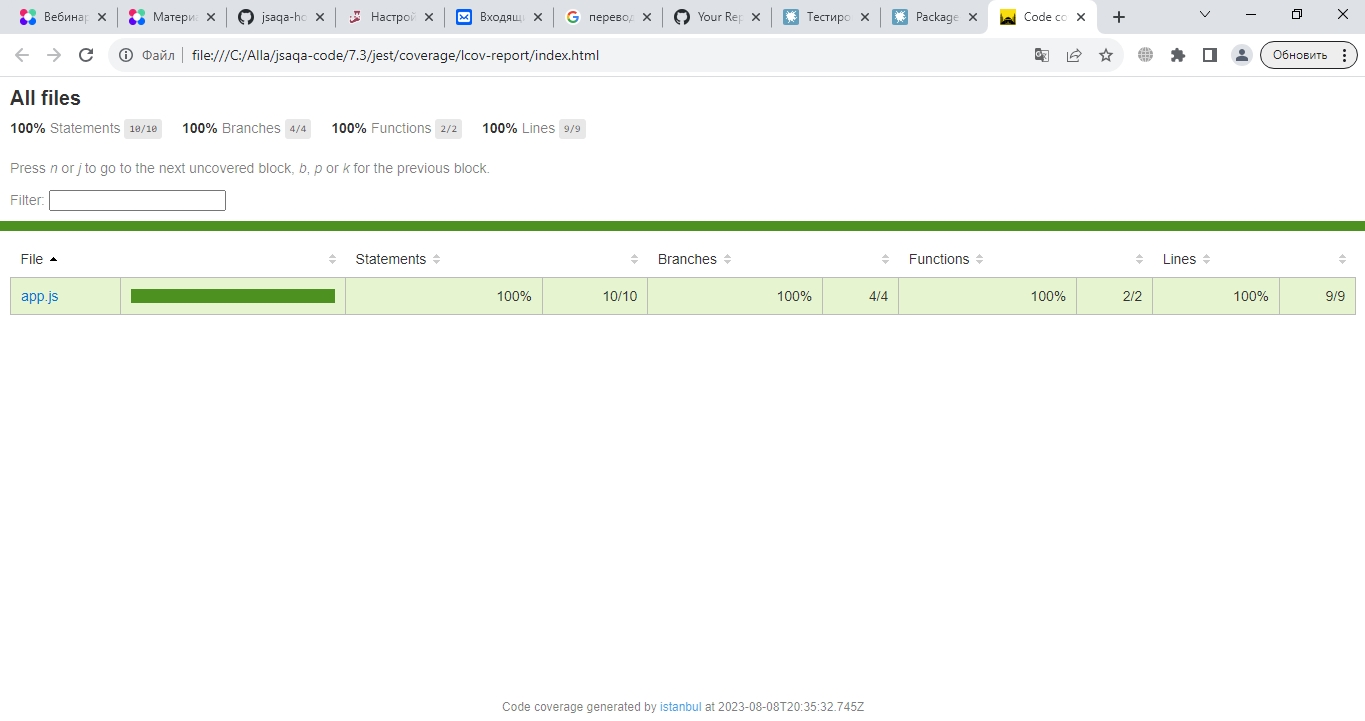 Вебинар
Материа
jsaqa-ho
Настрой
Входящи
перевод
Your Rep
Тестиро
Package
Code co
Файл
file:///C:/Alla/jsaqa-code/7.3/jest/coverage/lcov-report/index.html
Обновить
All files
100% Statements 10/10 100% Branches 4/4 100% Functions 2/2 100% Lines 9/9
Press n or j to go to the next uncovered block, b, p or k for the previous block.
Filter:
File Statements Branches Functions Lines
app.js 100% 10/10 100% 4/4 100% 2/2 100% 9/9
Code coverage generated by istanbul at 2023-08-08T20:35:32.745Z